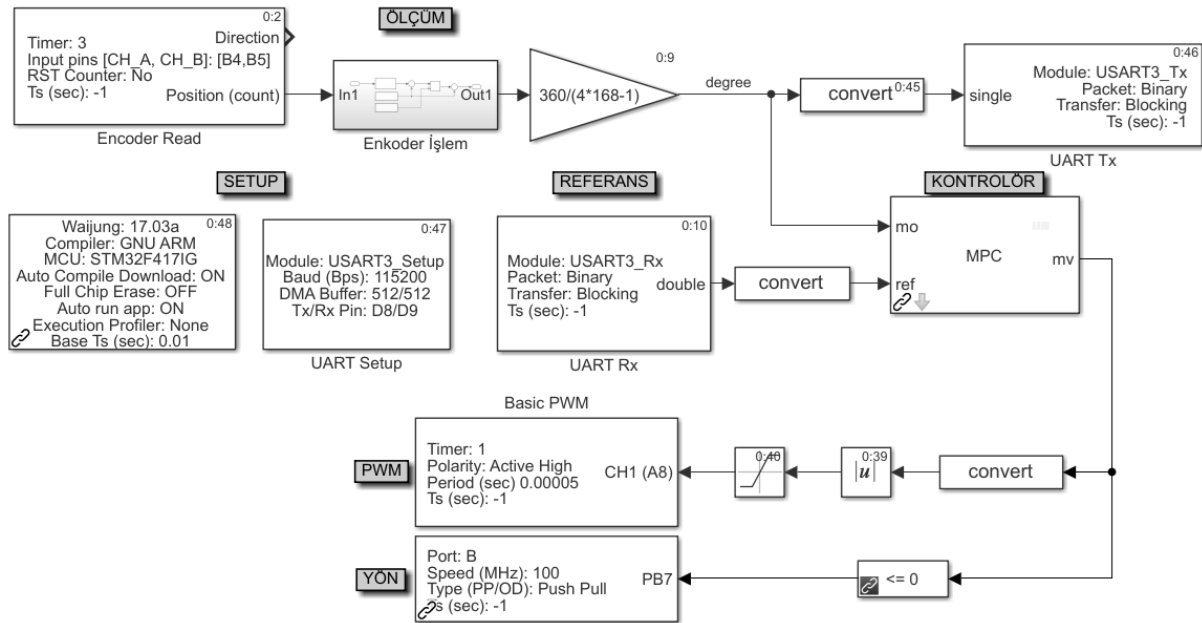 0:2
Direction
Timer: 3
Input pins [CH_A, CH_B]: [B4,B5]
RST Counter: No
Ts (sec): -1
Position (count)
Encoder Read
ÖLÇÜM
In1
Out1
Enkoder İşlem
0:9
360/(4*168-1)
degree
convert
0:45
0:46
single
Module: USART3_Tx
Packet: Binary
Transfer: Blocking
Ts (sec): -1
UART Tx
SETUP
0:48
Waijung: 17.03a
Compiler: GNU ARM
MCU: STM32F417IG
Auto Compile Download: ON
Full Chip Erase: OFF
Auto run app: ON
Execution Profiler: None
Base Ts (sec): 0.01
0:47
Module: USART3_Setup
Baud (Bps): 115200
DMA Buffer: 512/512
Tx/Rx Pin: D8/D9
UART Setup
REFERANS
0:10
Module: USART3_Rx
Packet: Binary
Transfer: Blocking
Ts (sec): -1
double
UART Rx
convert
KONTROLÖR
mo
ref
MPC
mv
Basic PWM
PWM
Timer: 1
Polarity: Active High
Period (sec) 0.00005
Ts (sec): -1
CH1 (A8)
0:40
0:39
|u|
convert
YÖN
Port: B
Speed (MHz): 100
Type (PP/OD): Push Pull
Ts (sec): -1
PB7
<= 0